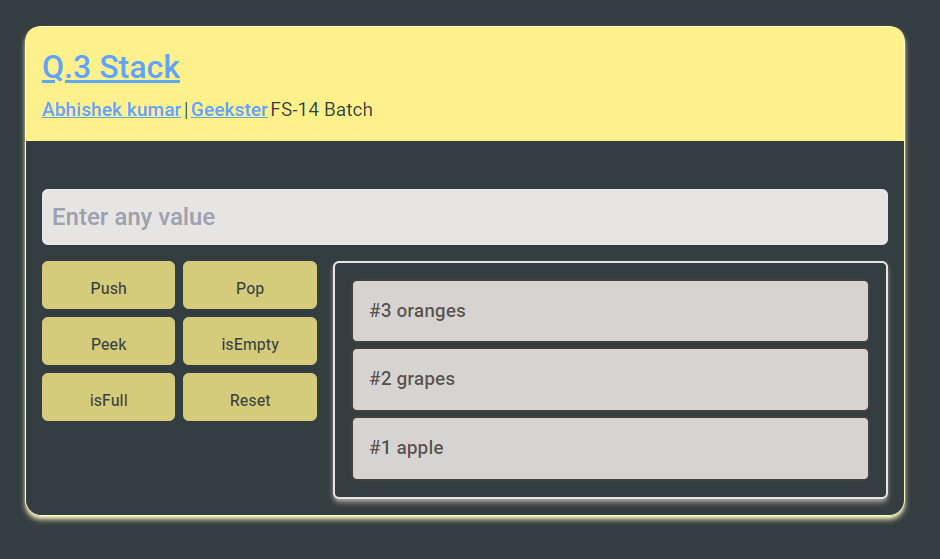 Q.3 Stack
Abhishek kumar|Geekster FS-14 Batch
Enter any value
Push Pop
Peek isEmpty
isFull Reset
#3 oranges
#2 grapes
#1 apple